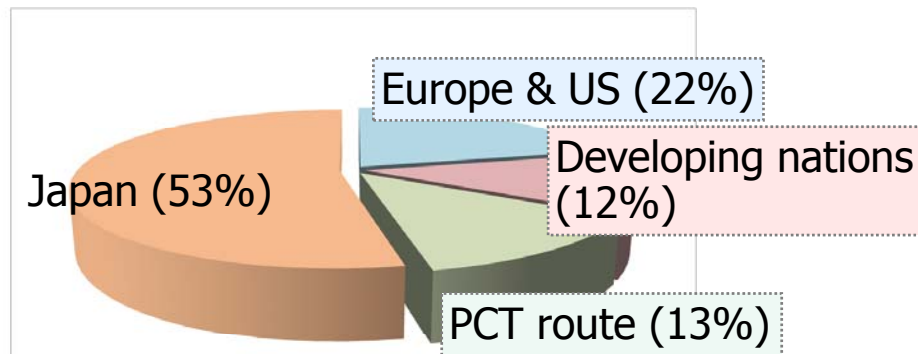 Europe & US (22%)
Developing nations
(12%)
Japan (53%)
PCT route (13%)